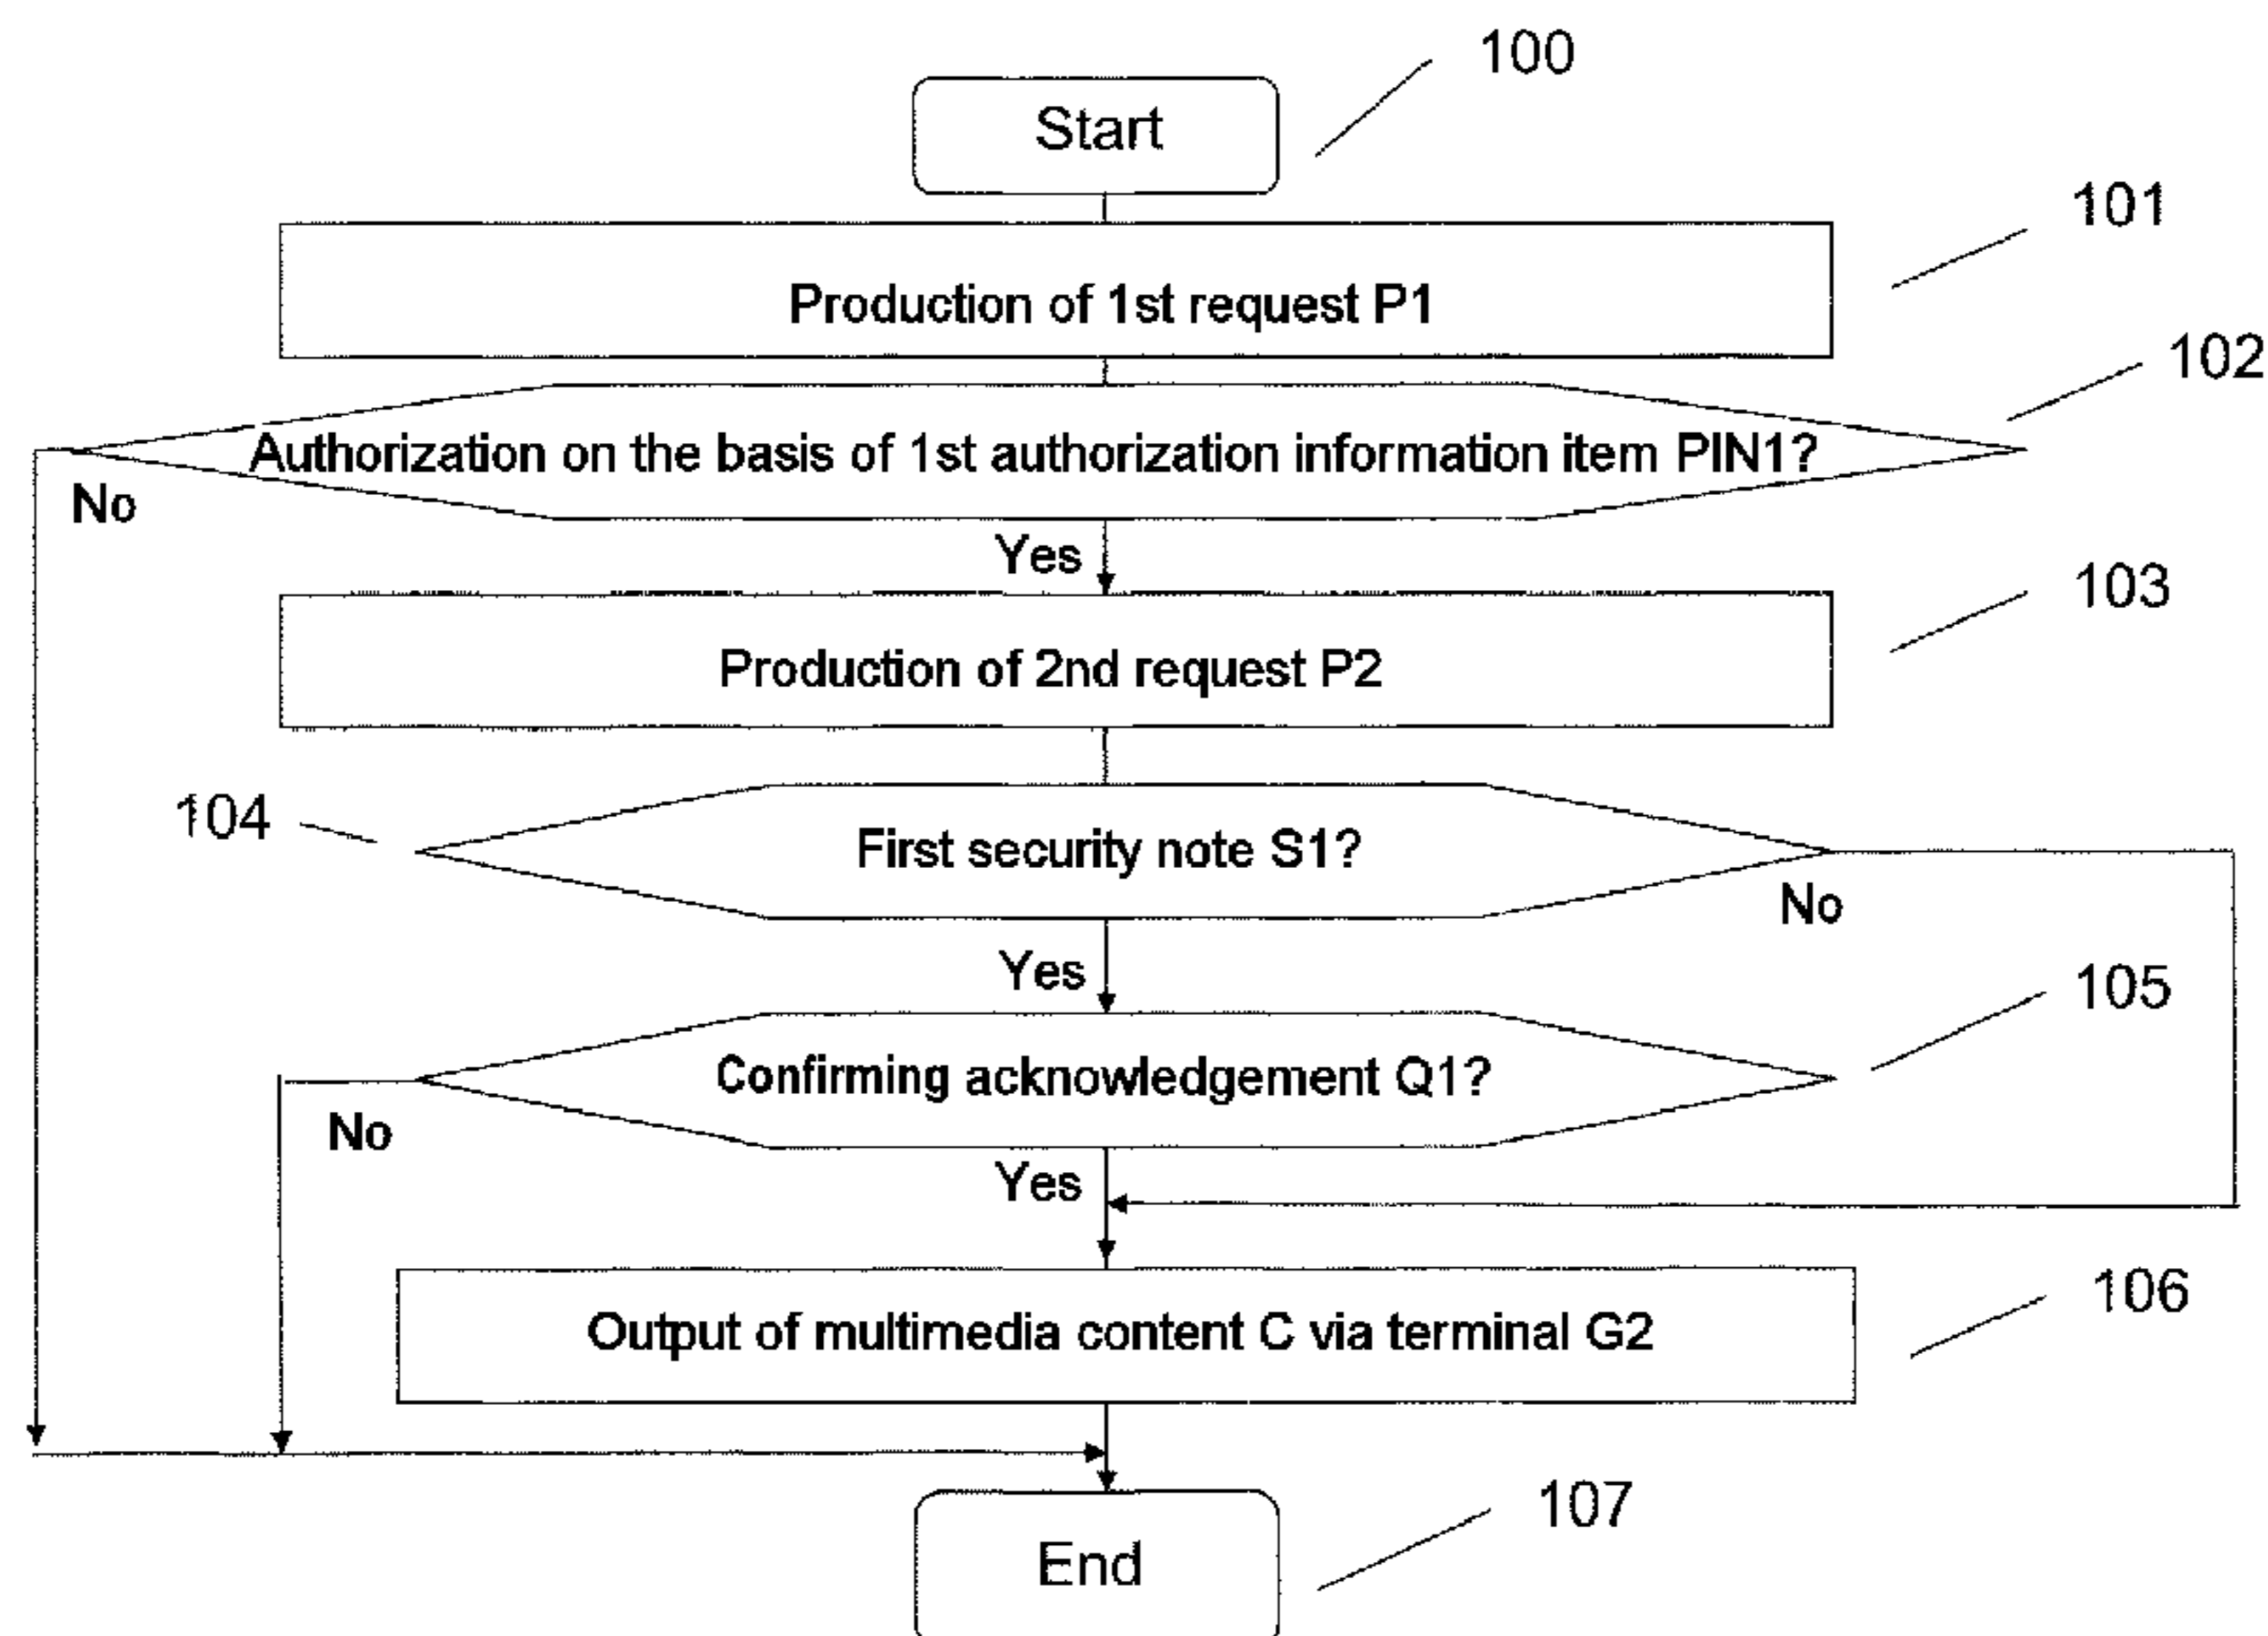 100
Start
101
Production of 1st request P1
102
Authorization on the basis of 1st authorization information item PIN1?
No
Yes
103
Production of 2nd request P2
104
First security note S1?
No
Yes
105
Confirming acknowledgement Q1?
No
Yes
106
Output of multimedia content C via terminal G2
107
End